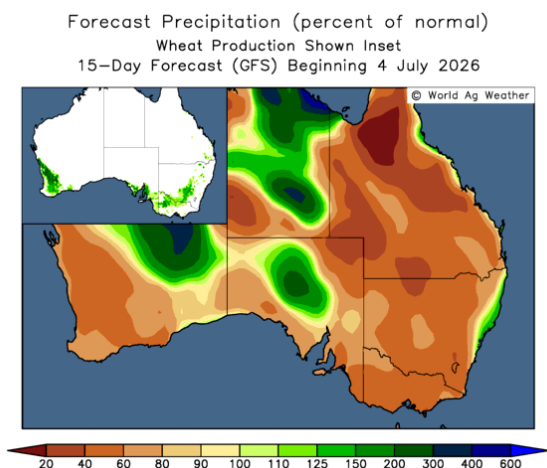 Forecast Precipitation (percent of normal)
Wheat Production Shown Inset
15-Day Forecast (GFS) Beginning 4 July 2026
© World Ag Weather
20 40 60 80 90 100 110 125 150 200 300 400 600